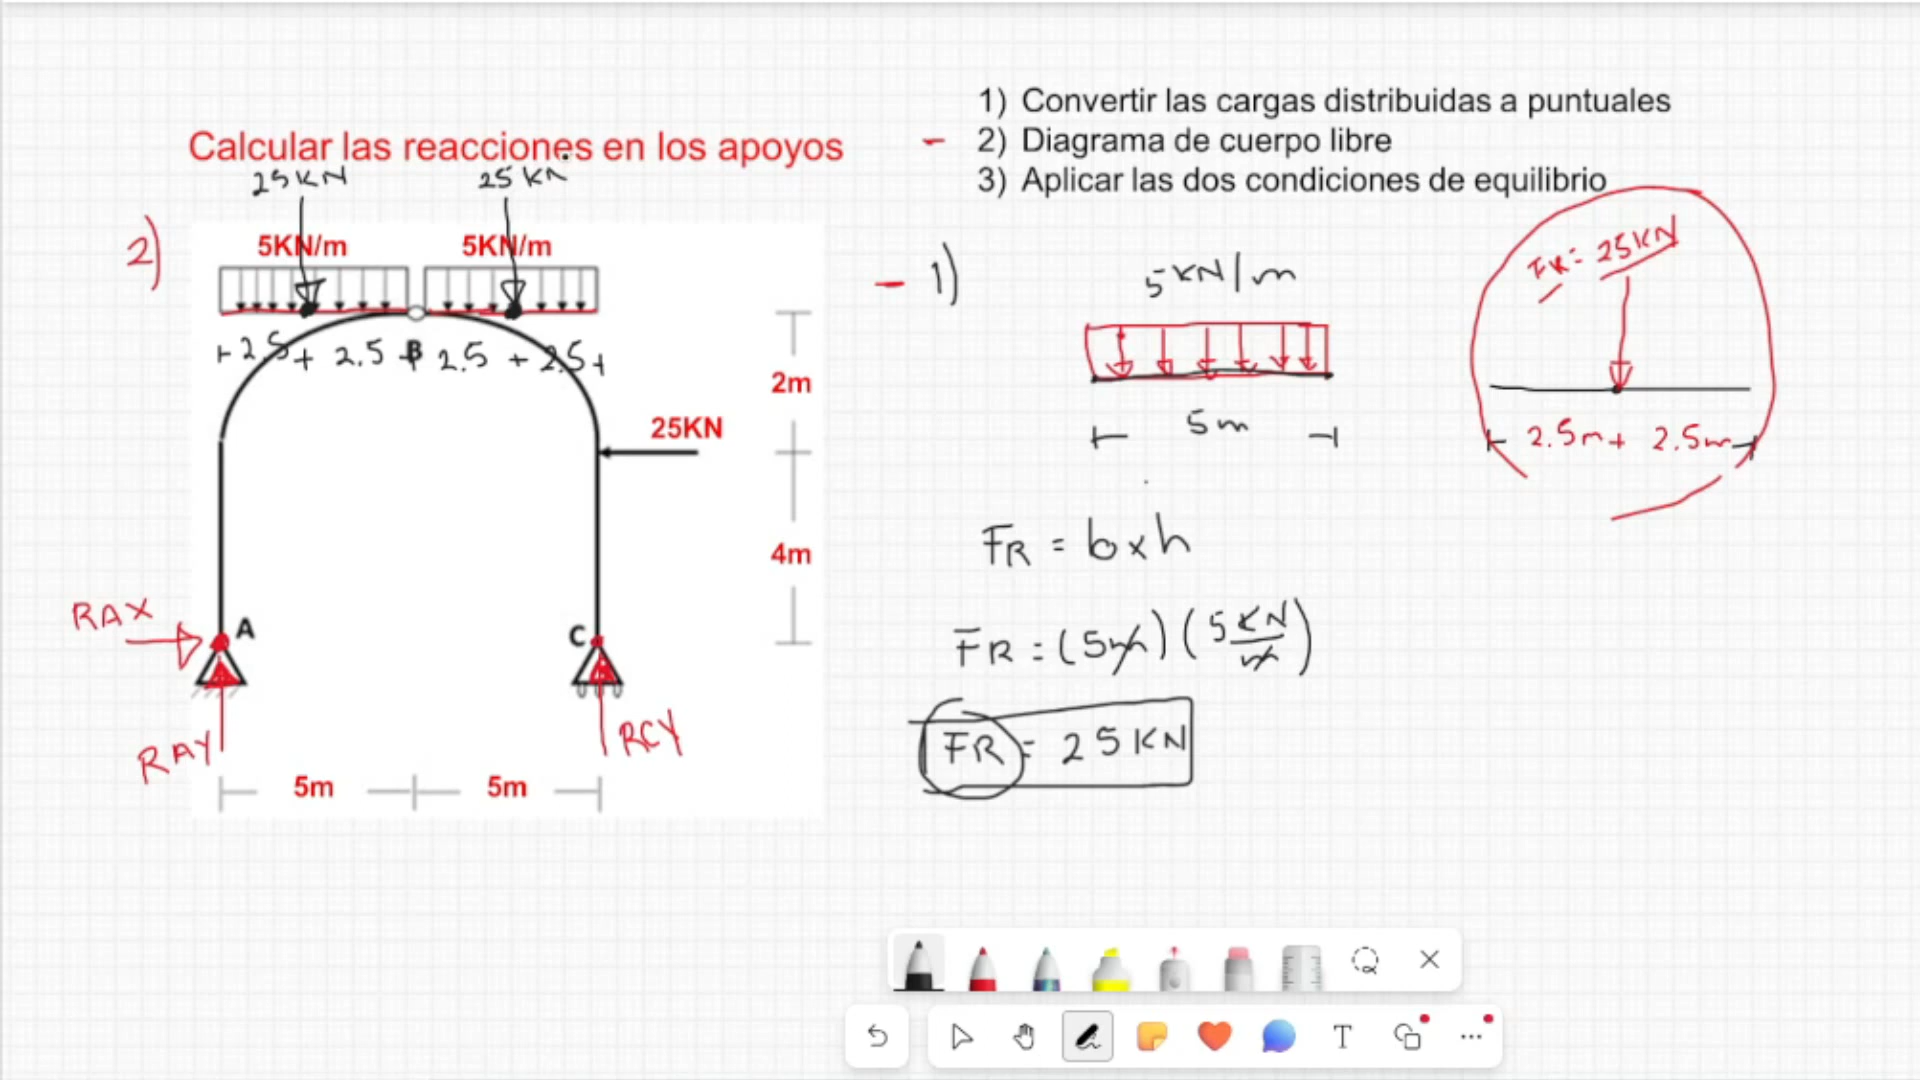 1) Convertir las cargas distribuidas a puntuales
- 2) Diagrama de cuerpo libre
3) Aplicar las dos condiciones de equilibrio
Calcular las reacciones en los apoyos
25KN 25KN
2)
5KN/m 5KN/m
+2.5+ 2.5 + B 2.5 + 2.5+
2m
25KN
4m
RAX
A
C
RAY
RCY
5m 5m
- 1)
5KN/m
5m
FR = 25KN
2.5m+ 2.5m
FR = b x h
FR = (5m)(5KN/m)
FR = 25KN
T